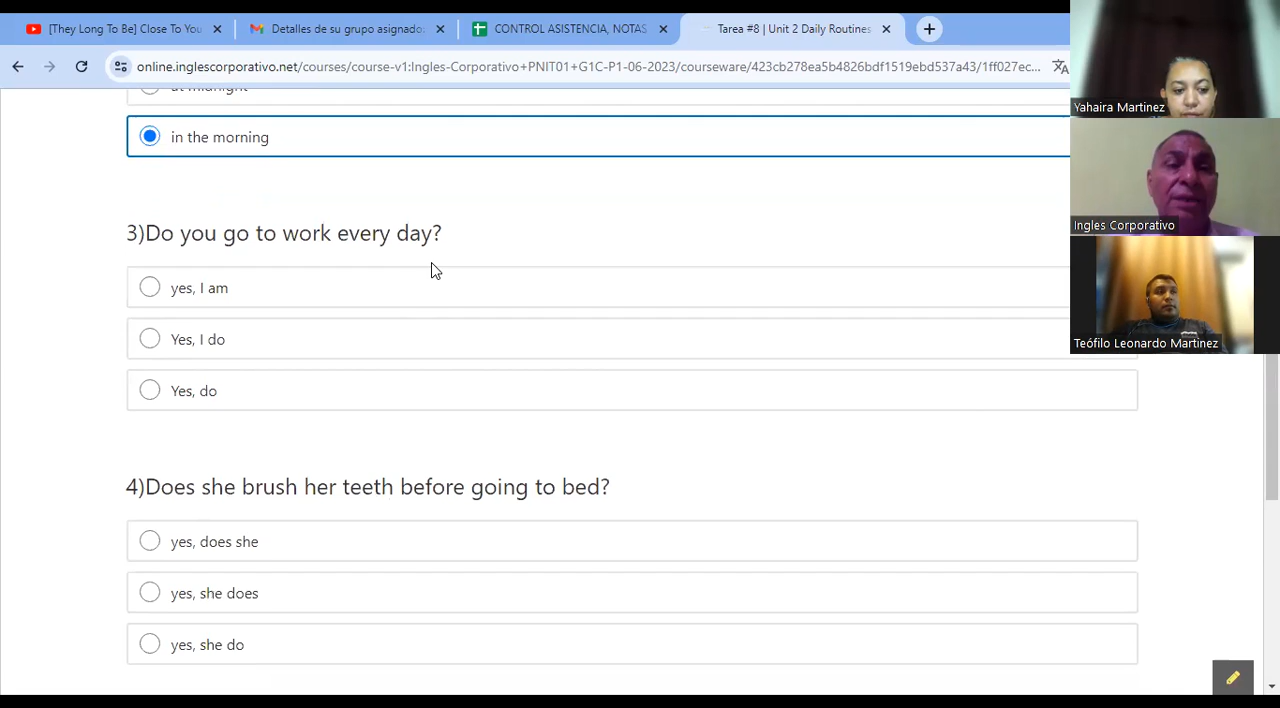 [They Long To Be] Close To You
Detalles de su grupo asignado
CONTROL ASISTENCIA, NOTAS
Tarea #8 | Unit 2 Daily Routines
online.inglescorporativo.net/courses/course-v1:Ingles-Corporativo+PNIT01+G1C-P1-06-2023/courseware/423cb278ea5b4826bdf1519ebd537a43/1ff027ec...
at midnight
in the morning
3)Do you go to work every day?
yes, I am
Yes, I do
Yes, do
4)Does she brush her teeth before going to bed?
yes, does she
yes, she does
yes, she do
Yahaira Martinez
Ingles Corporativo
Teófilo Leonardo Martinez